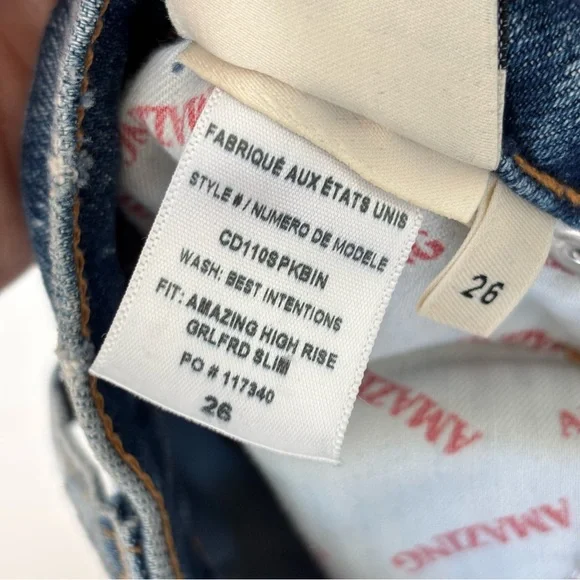 FABRIQUÉ AUX ÉTATS UNIS
STYLE # / NUMERO DE MODELE
CD110SPKBIN
WASH: BEST INTENTIONS
FIT: AMAZING HIGH RISE
GRLFRD SLIM
PO # 117340
26
26
AMAZING
AMAZING